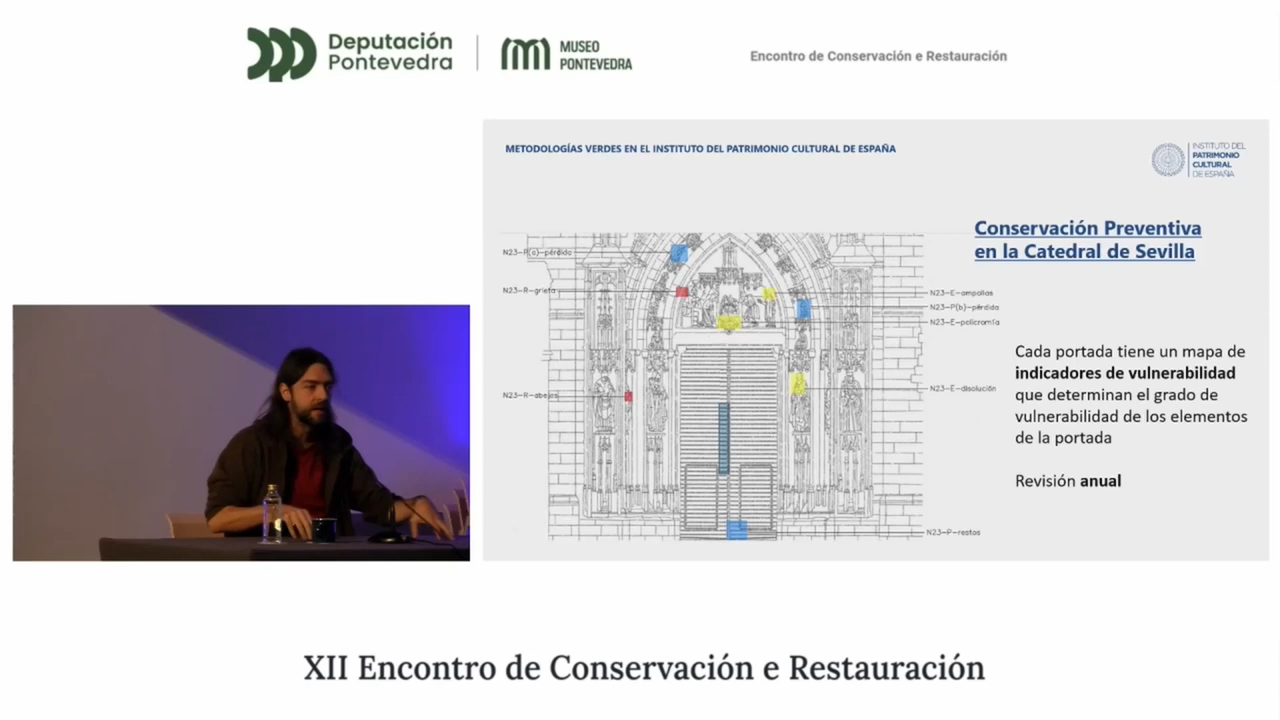 Deputación
Pontevedra
MUSEO
PONTEVEDRA
Encontro de Conservación e Restauración
METODOLOGÍAS VERDES EN EL INSTITUTO DEL PATRIMONIO CULTURAL DE ESPAÑA
INSTITUTO DEL
PATRIMONIO
CULTURAL
DE ESPAÑA
Conservación Preventiva
en la Catedral de Sevilla
N23-P(a)-pérdida
N23-R-grieta
N23-R-abejas
N23-E-ampollas
N23-P(b)-pérdida
N23-E-policromía
N23-E-disolución
N23-P-restos
Cada portada tiene un mapa de
indicadores de vulnerabilidad
que determinan el grado de
vulnerabilidad de los elementos
de la portada
Revisión anual
XII Encontro de Conservación e Restauración